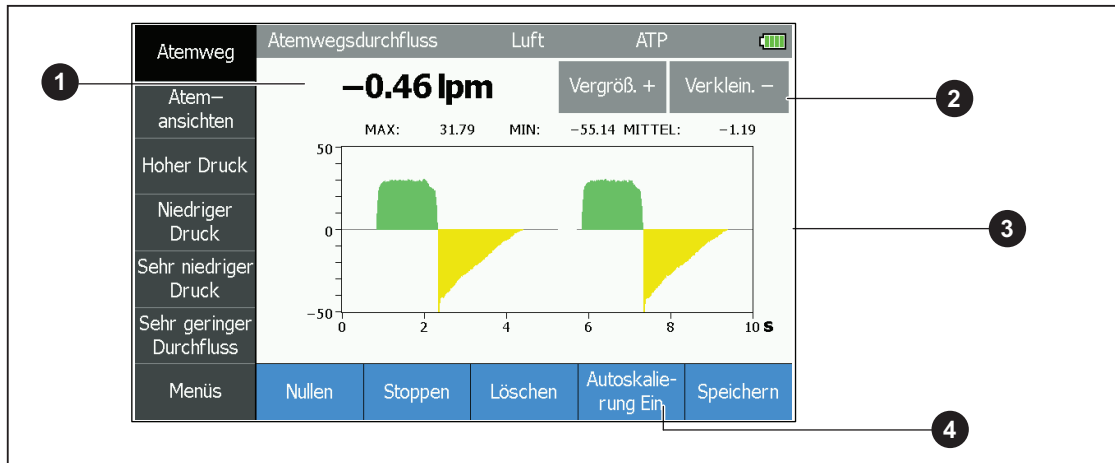 Atemweg
Atemwegsdurchfluss Luft ATP
1
−0.46 lpm
Vergröß. +
Verklein. −
2
Atem−
ansichten
MAX: 31.79 MIN: −55.14 MITTEL: −1.19
Hoher Druck
Niedriger
Druck
Sehr niedriger
Druck
Sehr geringer
Durchfluss
Menüs
50
0
−50
0 2 4 6 8 10 S
3
Nullen
Stoppen
Löschen
Autoskalie-
rung Ein
Speichern
4